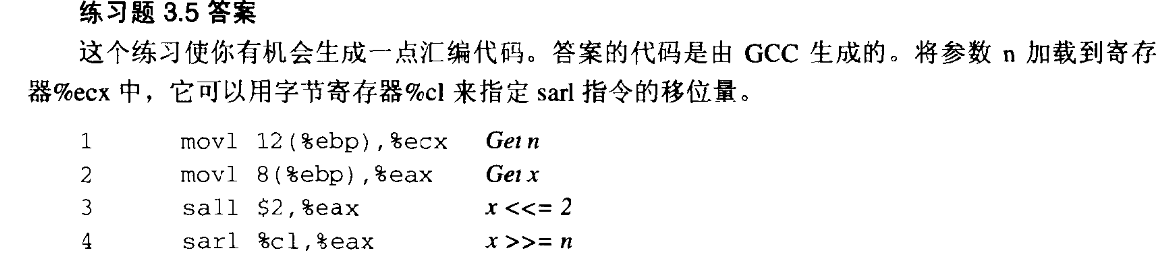 练习题 3.5 答案
这个练习使你有机会生成一点汇编代码。答案的代码是由 GCC 生成的。将参数 n 加载到寄存
器%ecx 中，它可以用字节寄存器%cl 来指定 sarl 指令的移位量。
1 movl 12(%ebp),%ecx Get n
2 movl 8(%ebp),%eax Get x
3 sall $2,%eax x <<= 2
4 sarl %cl,%eax x >>= n